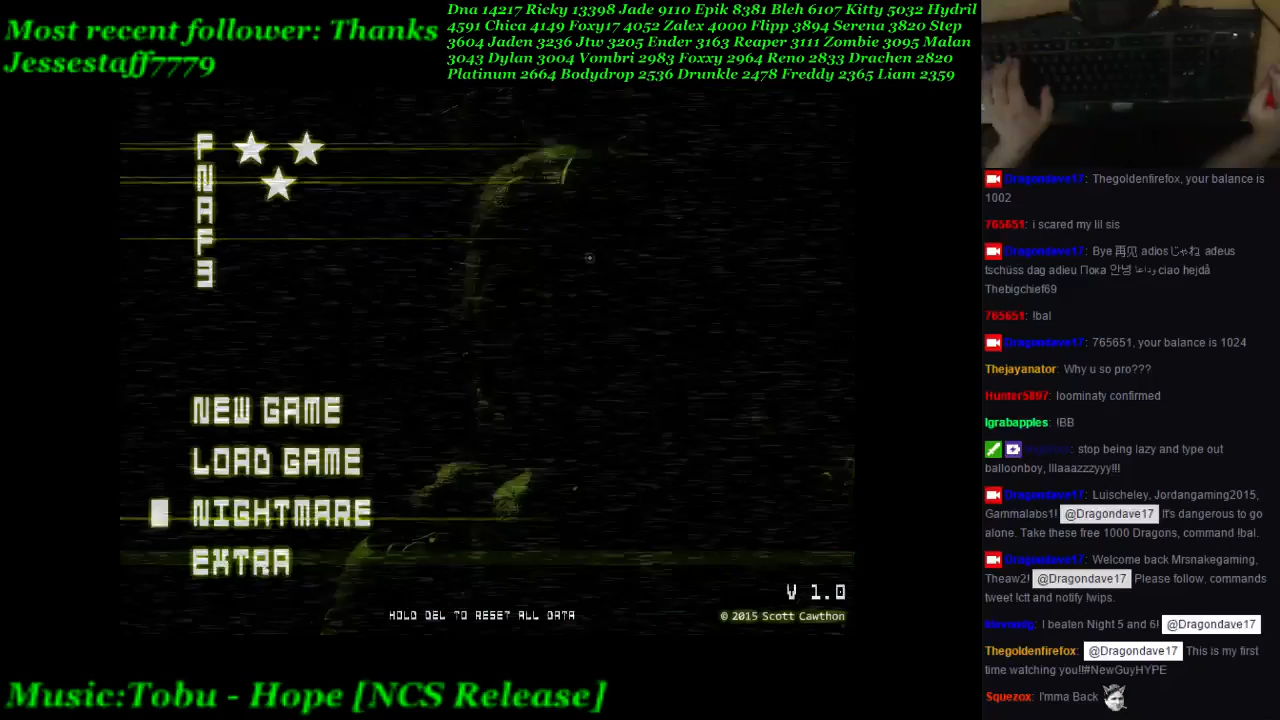 Most recent follower: Thanks
Jessestaff7779
Dna 14217 Ricky 13398 Jade 9110 Epik 8381 Bleh 6107 Kitty 5032 Hydril
4591 Chica 4149 Foxy17 4052 Zalex 4000 Flipp 3894 Serena 3820 Step
3604 Jaden 3236 Jtw 3205 Ender 3163 Reaper 3111 Zombie 3095 Malan
3043 Dylan 3004 Vombri 2983 Foxxy 2964 Reno 2833 Drachen 2820
Platinum 2664 Bodydrop 2536 Drunkle 2478 Freddy 2365 Liam 2359
FNAF3
NEW GAME
LOAD GAME
NIGHTMARE
EXTRA
V 1.0
HOLD DEL TO RESET ALL DATA
© 2015 Scott Cawthon
Music:Tobu - Hope [NCS Release]
Dragondave17: Thegoldenfirefox, your balance is
1002
765651: i scared my lil sis
Dragondave17: Bye 再见 adios じゃね adeus
tschüss dag adieu Пока 안녕 وداعا ciao hejdå
Thebigchief69
765651: !bal
Dragondave17: 765651, your balance is 1024
Thejayanator: Why u so pro???
Hunter5897: loominaty confirmed
Igrabapples: !BB
: stop being lazy and type out
balloonboy, lllaaazzzyyy!!!
Dragondave17: Luischeley, Jordangaming2015,
Gammalabs1! @Dragondave17 It's dangerous to go
alone. Take these free 1000 Dragons, command !bal.
Dragondave17: Welcome back Mrsnakegaming,
Theaw2! @Dragondave17 Please follow, commands
tweet !ctt and notify !wips.
: I beaten Night 5 and 6! @Dragondave17
Thegoldenfirefox: @Dragondave17 This is my first
time watching you!!#NewGuyHYPE
Squezox: I'mma Back